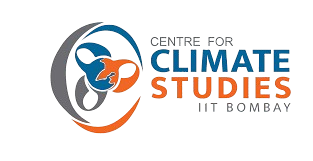 CENTRE FOR
CLIMATE
STUDIES
IIT BOMBAY